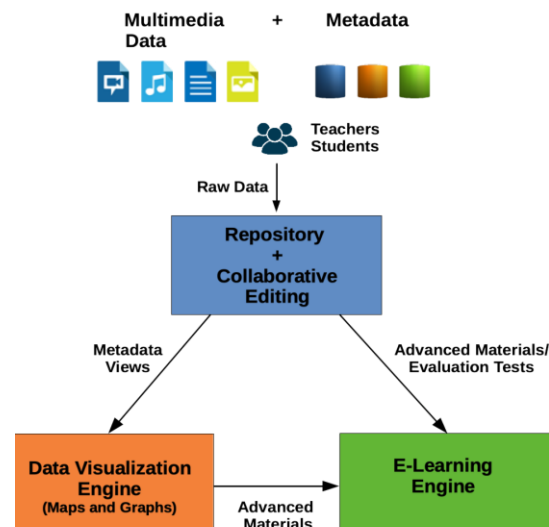 Multimedia + Metadata
Data
Teachers
Students
Raw Data
Repository
+
Collaborative
Editing
Metadata
Views
Advanced Materials/
Evaluation Tests
Data Visualization
Engine
(Maps and Graphs)
E-Learning
Engine
Advanced
Materials